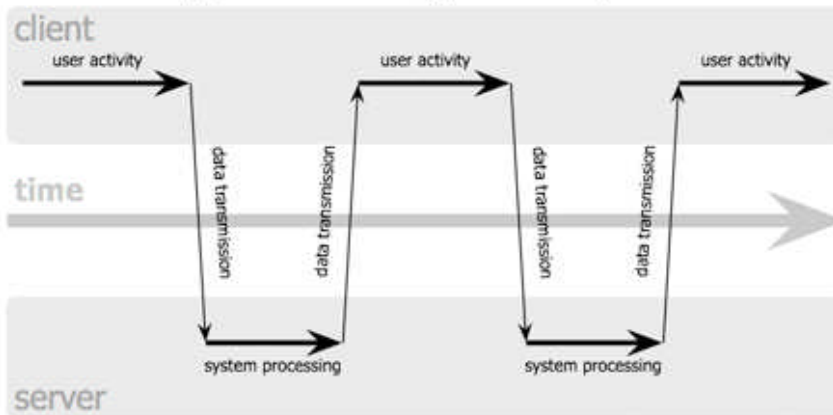 client
user activity
user activity
user activity
data transmission
data transmission
data transmission
data transmission
time
system processing
system processing
server